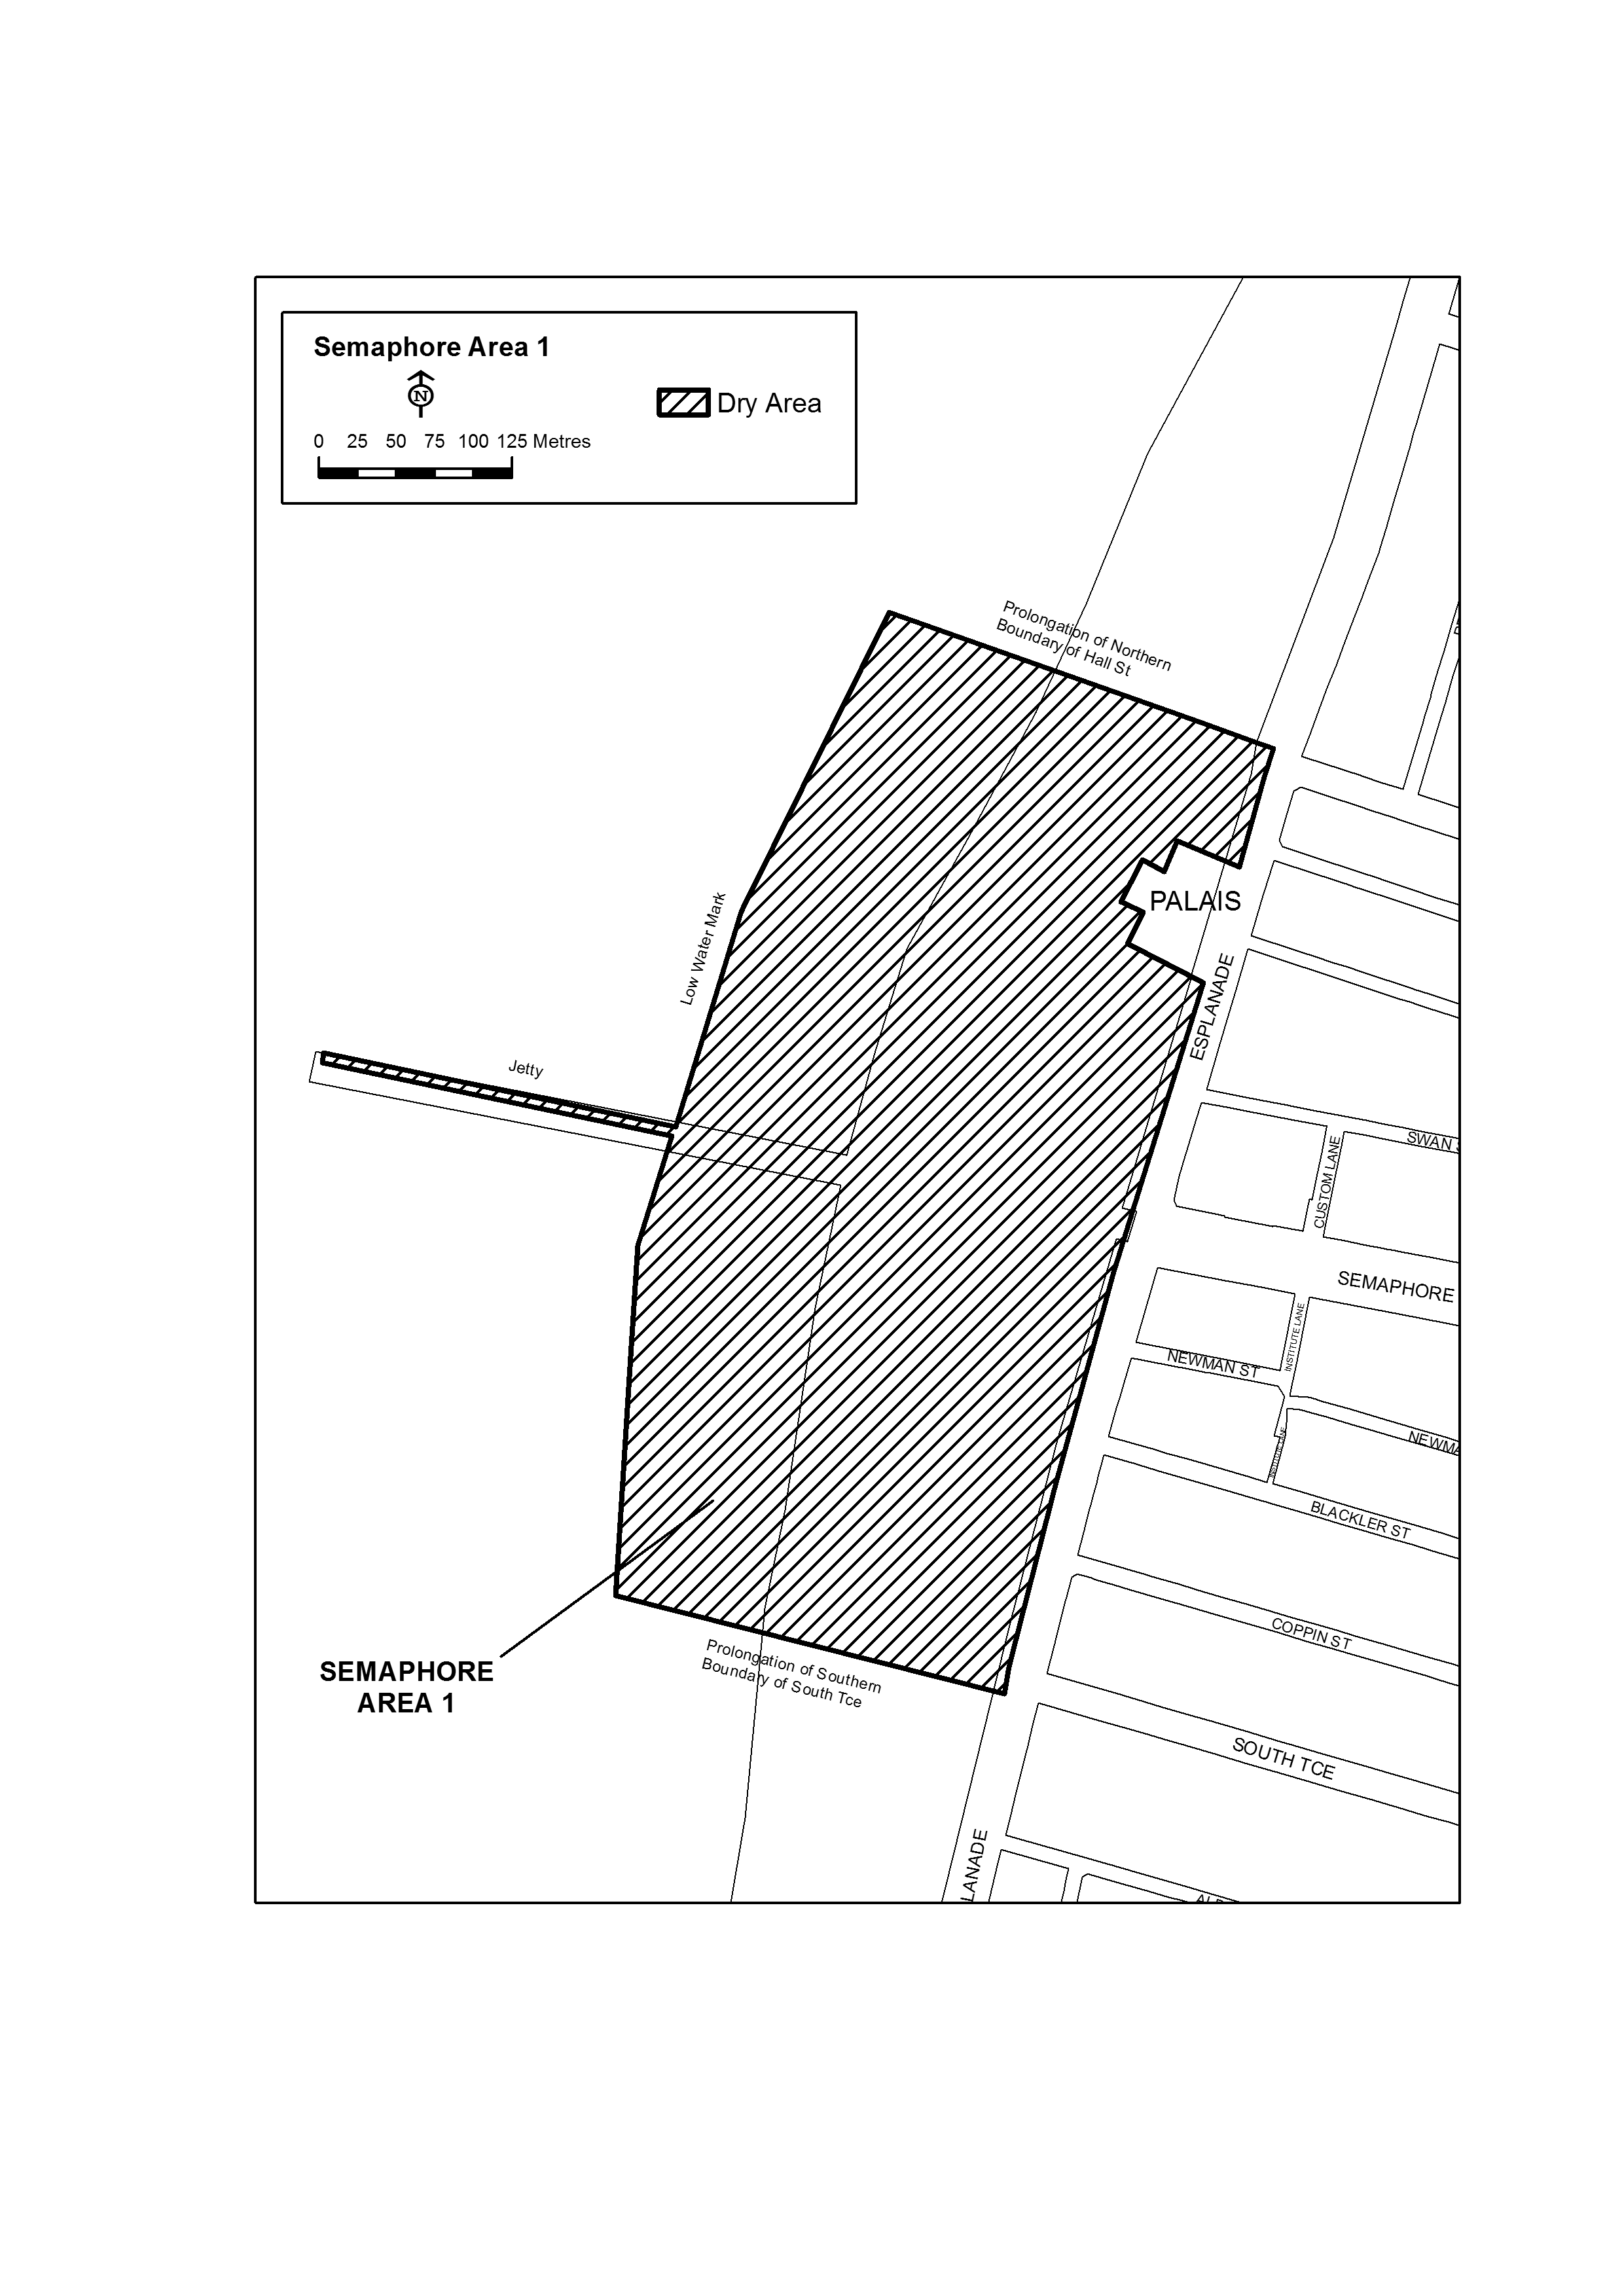 Semaphore Area 1
N
Dry Area
0 25 50 75 100 125 Metres
Prolongation of Northern
Boundary of Hall St
PALAIS
Low Water Mark
ESPLANADE
Jetty
SWAN S
CUSTOM LANE
SEMAPHORE
INSTITUTE LANE
NEWMAN ST
NEWMA
INSTITUTE LANE
BLACKLER ST
COPPIN ST
Prolongation of Southern
Boundary of South Tce
SEMAPHORE
AREA 1
SOUTH TCE
LANADE